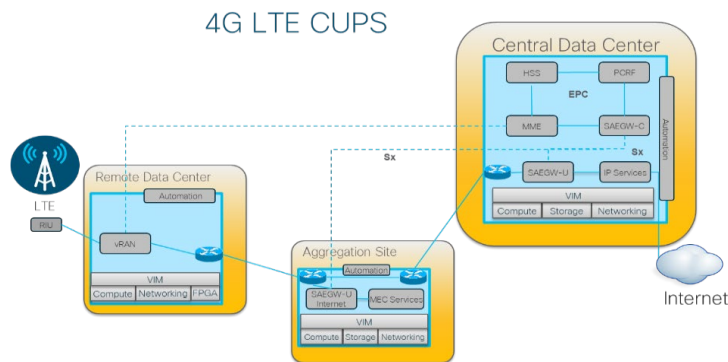 4G LTE CUPS
Central Data Center
HSS
PCRF
EPC
MME
SAEGW-C
Automation
Sx
Sx
SAEGW-U
IP Services
VIM
Compute
Storage
Networking
Internet
LTE
RIU
Remote Data Center
Automation
vRAN
VIM
Compute
Networking
FPGA
Aggregation Site
Automation
SAEGW-U
Internet
MEC Services
VIM
Compute
Storage
Networking